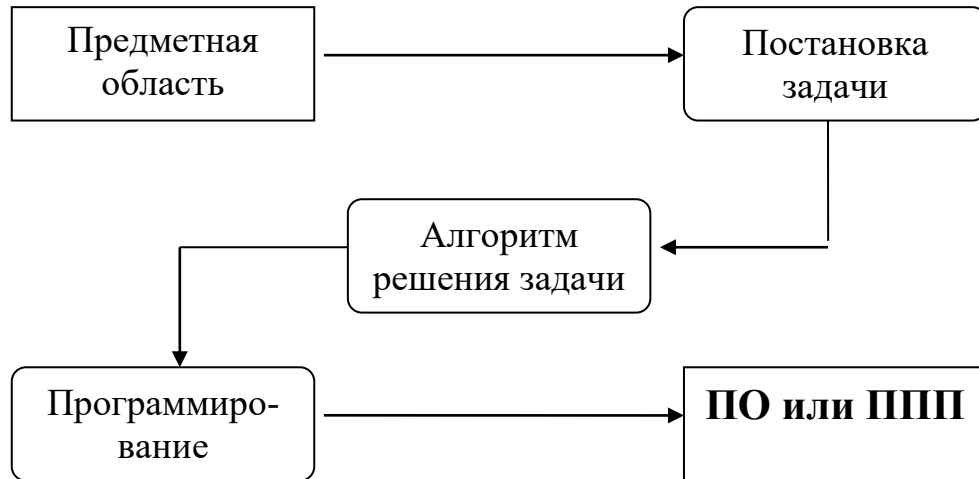 Предметная
область
Постановка
задачи
Алгоритм
решения задачи
Программиро-
вание
ПО или ППП